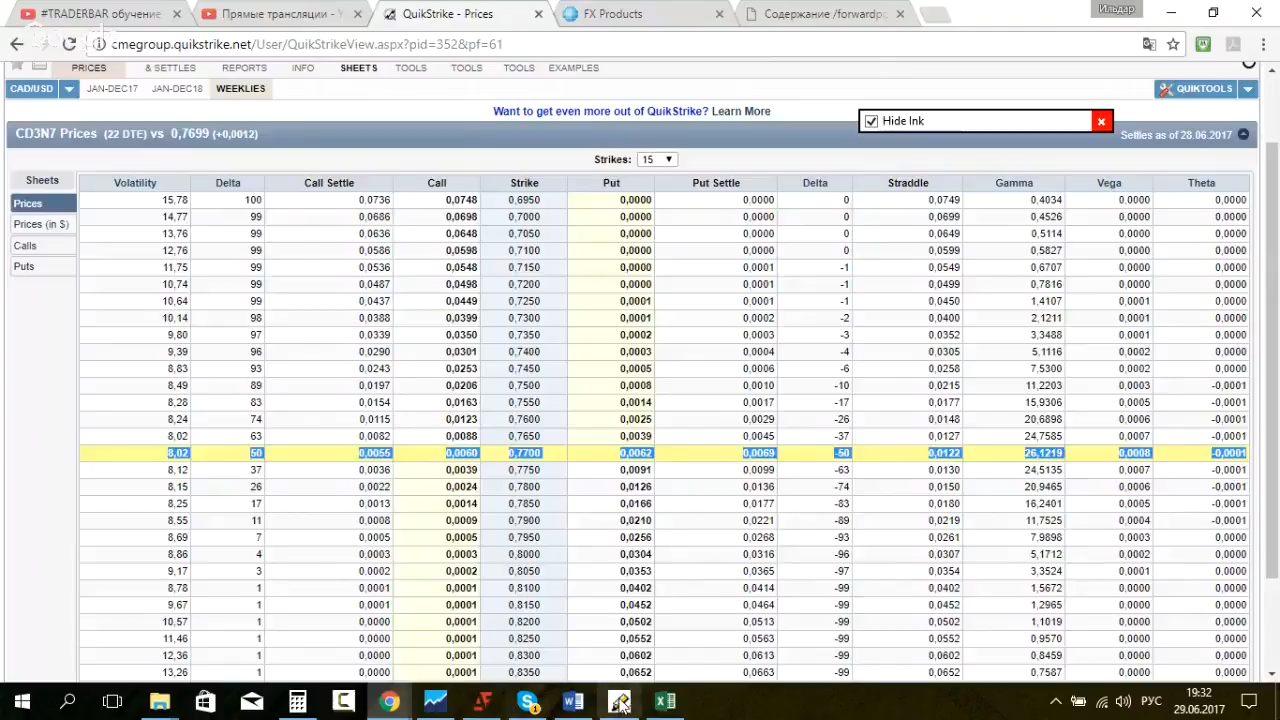 #TRADERBAR обучение
Прямые трансляции - Y
QuikStrike - Prices
FX Products
Содержание /forwardpo
Ильдар
cmegroup.quikstrike.net/User/QuikStrikeView.aspx?pid=352&pf=61
PRICES & SETTLES REPORTS INFO SHEETS TOOLS TOOLS TOOLS EXAMPLES
CAD/USD JAN-DEC17 JAN-DEC18 WEEKLIES QUIKTOOLS
Want to get even more out of QuikStrike? Learn More
Hide Ink
CD3N7 Prices (22 DTE) vs 0,7699 (+0,0012) Settles as of 28.06.2017
Strikes: 15
Sheets
Prices
Prices (in $)
Calls
Puts
Volatility Delta Call Settle Call Strike Put Put Settle Delta Straddle Gamma Vega Theta
15,78 100 0,0736 0,0748 0,6950 0,0000 0,0000 0 0,0749 0,4034 0,0000 0,0000
14,77 99 0,0686 0,0698 0,7000 0,0000 0,0000 0 0,0699 0,4526 0,0000 0,0000
13,76 99 0,0636 0,0648 0,7050 0,0000 0,0000 0 0,0649 0,5114 0,0000 0,0000
12,76 99 0,0586 0,0598 0,7100 0,0000 0,0000 0 0,0599 0,5827 0,0000 0,0000
11,75 99 0,0536 0,0548 0,7150 0,0000 0,0001 -1 0,0549 0,6707 0,0000 0,0000
10,74 99 0,0487 0,0498 0,7200 0,0000 0,0001 -1 0,0499 0,7816 0,0000 0,0000
10,64 99 0,0437 0,0449 0,7250 0,0001 0,0001 -1 0,0450 1,4107 0,0001 0,0000
10,14 98 0,0388 0,0399 0,7300 0,0001 0,0002 -2 0,0400 2,1211 0,0001 0,0000
9,80 97 0,0339 0,0350 0,7350 0,0002 0,0003 -3 0,0352 3,3488 0,0001 0,0000
9,39 96 0,0290 0,0301 0,7400 0,0003 0,0004 -4 0,0305 5,1116 0,0002 0,0000
8,83 93 0,0243 0,0253 0,7450 0,0005 0,0006 -6 0,0258 7,5300 0,0002 0,0000
8,49 89 0,0197 0,0206 0,7500 0,0008 0,0010 -10 0,0215 11,2203 0,0003 -0,0001
8,28 83 0,0154 0,0163 0,7550 0,0014 0,0017 -17 0,0177 15,9306 0,0005 -0,0001
8,24 74 0,0115 0,0123 0,7600 0,0025 0,0029 -26 0,0148 20,6898 0,0006 -0,0001
8,02 63 0,0082 0,0088 0,7650 0,0039 0,0045 -37 0,0127 24,7585 0,0007 -0,0001
8,02 50 0,0055 0,0060 0,7700 0,0062 0,0069 -50 0,0122 26,1219 0,0008 -0,0001
8,12 37 0,0036 0,0039 0,7750 0,0091 0,0099 -63 0,0130 24,5135 0,0007 -0,0001
8,15 26 0,0022 0,0024 0,7800 0,0126 0,0136 -74 0,0150 20,9465 0,0006 -0,0001
8,25 17 0,0013 0,0014 0,7850 0,0166 0,0177 -83 0,0180 16,2401 0,0005 -0,0001
8,55 11 0,0008 0,0009 0,7900 0,0210 0,0221 -89 0,0219 11,7525 0,0004 -0,0001
8,69 7 0,0005 0,0005 0,7950 0,0256 0,0268 -93 0,0261 7,9898 0,0003 0,0000
8,86 4 0,0003 0,0003 0,8000 0,0304 0,0316 -96 0,0307 5,1712 0,0002 0,0000
9,17 3 0,0002 0,0002 0,8050 0,0353 0,0365 -97 0,0354 3,3524 0,0001 0,0000
8,78 1 0,0001 0,0001 0,8100 0,0402 0,0414 -99 0,0402 1,5672 0,0000 0,0000
9,67 1 0,0001 0,0001 0,8150 0,0452 0,0464 -99 0,0452 1,2965 0,0000 0,0000
10,57 1 0,0000 0,0001 0,8200 0,0502 0,0513 -99 0,0502 1,1019 0,0000 0,0000
11,46 1 0,0000 0,0001 0,8250 0,0552 0,0563 -99 0,0552 0,9570 0,0000 0,0000
12,36 1 0,0000 0,0001 0,8300 0,0602 0,0613 -99 0,0602 0,8459 0,0000 0,0000
13,26 1 0,0000 0,0001 0,8350 0,0652 0,0663 -99 0,0652 0,7587 0,0000 0,0000
РУС 19:32
29.06.2017